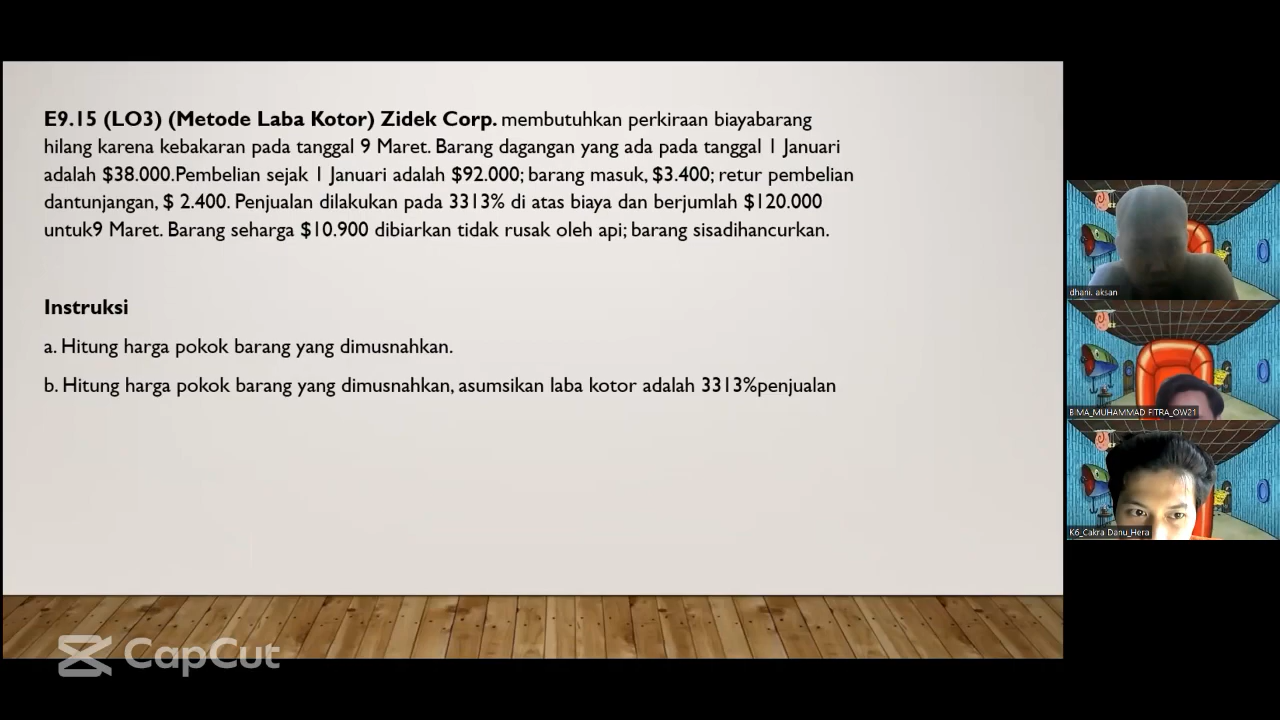 E9.15 (LO3) (Metode Laba Kotor) Zidek Corp. membutuhkan perkiraan biayabarang
hilang karena kebakaran pada tanggal 9 Maret. Barang dagangan yang ada pada tanggal 1 Januari
adalah $38.000.Pembelian sejak 1 Januari adalah $92.000; barang masuk, $3.400; retur pembelian
dantunjangan, $ 2.400. Penjualan dilakukan pada 3313% di atas biaya dan berjumlah $120.000
untuk9 Maret. Barang seharga $10.900 dibiarkan tidak rusak oleh api; barang sisadihancurkan.
Instruksi
a. Hitung harga pokok barang yang dimusnahkan.
b. Hitung harga pokok barang yang dimusnahkan, asumsikan laba kotor adalah 3313%penjualan
dhani. aksan
BIMA_MUHAMMAD FITRA_OW21
K6_Cakra Danu_Hera
CapCut